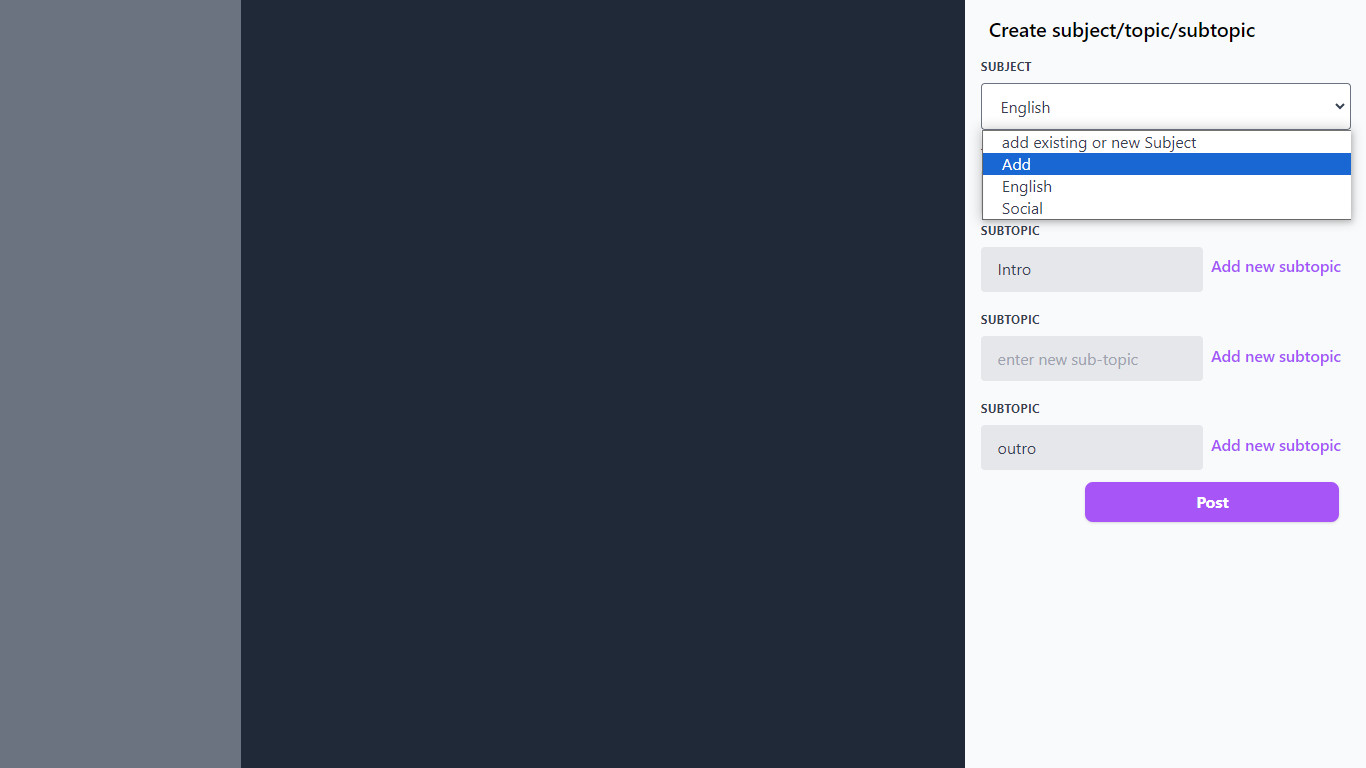 Create subject/topic/subtopic
SUBJECT
English
add existing or new Subject
Add
English
Social
SUBTOPIC
Intro
Add new subtopic
SUBTOPIC
enter new sub-topic
Add new subtopic
SUBTOPIC
outro
Add new subtopic
Post